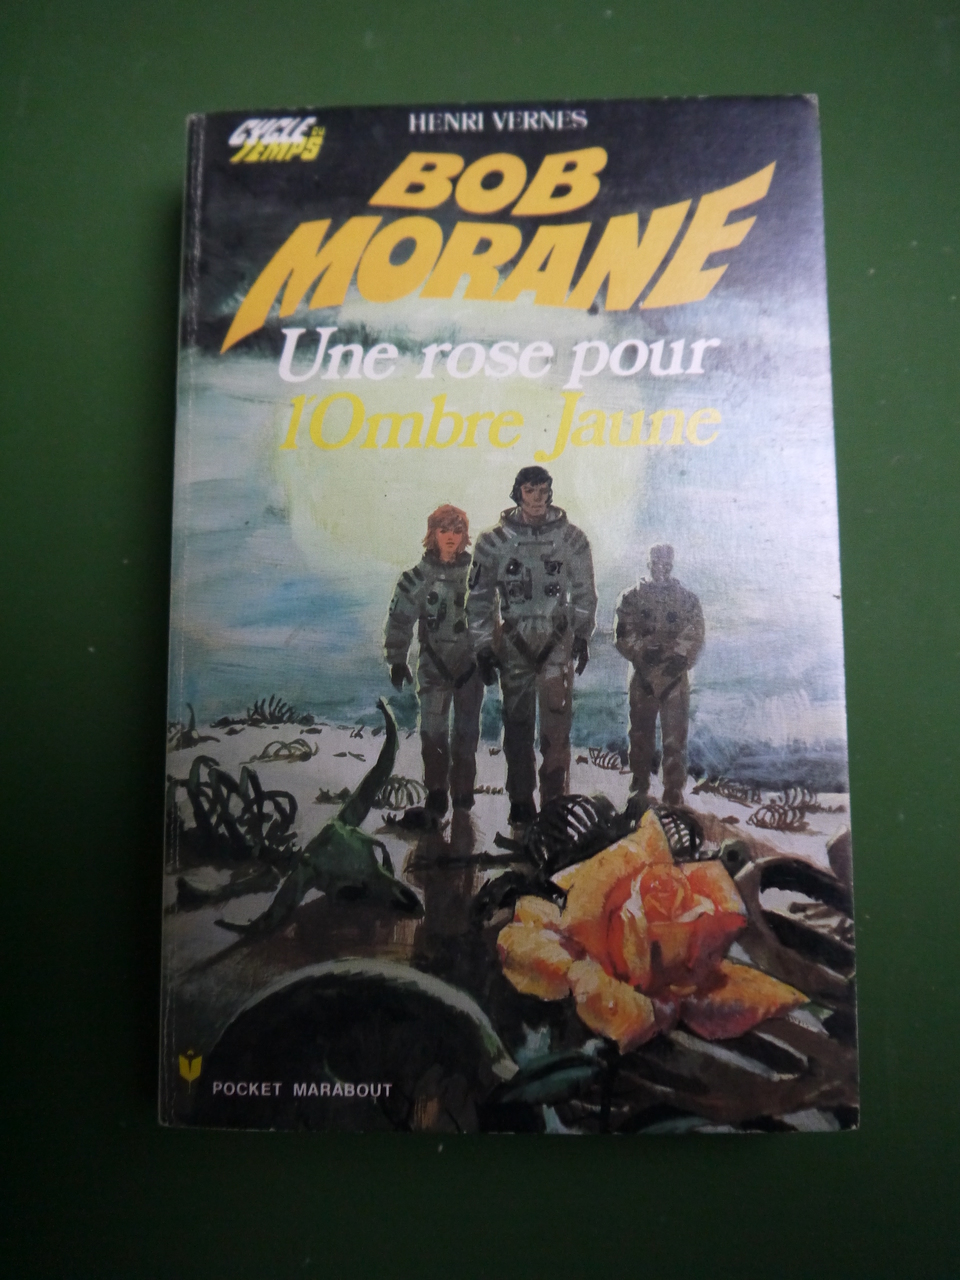 CYCLE DU
TEMPS
HENRI VERNES
BOB
MORANE
Une rose pour
l'Ombre Jaune
POCKET MARABOUT